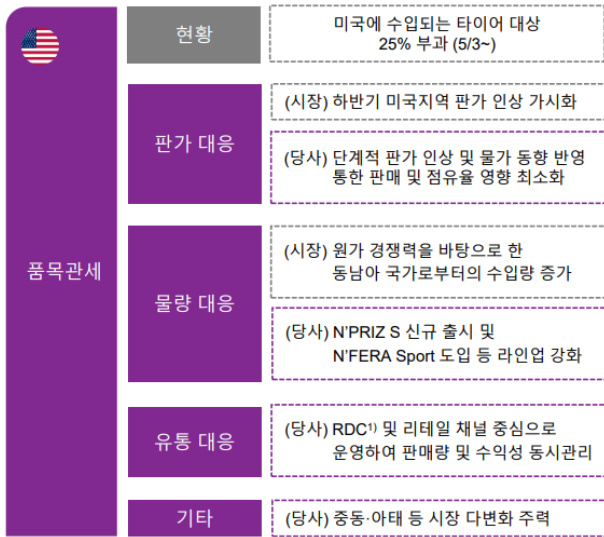 품목관세
현황
미국에 수입되는 타이어 대상
25% 부과 (5/3~)
판가 대응
(시장) 하반기 미국지역 판가 인상 가시화
(당사) 단계적 판가 인상 및 물가 동향 반영
통한 판매 및 점유율 영향 최소화
물량 대응
(시장) 원가 경쟁력을 바탕으로 한
동남아 국가로부터의 수입량 증가
(당사) N'PRIZ S 신규 출시 및
N'FERA Sport 도입 등 라인업 강화
유통 대응
(당사) RDC¹⁾ 및 리테일 채널 중심으로
운영하여 판매량 및 수익성 동시관리
기타
(당사) 중동·아태 등 시장 다변화 주력